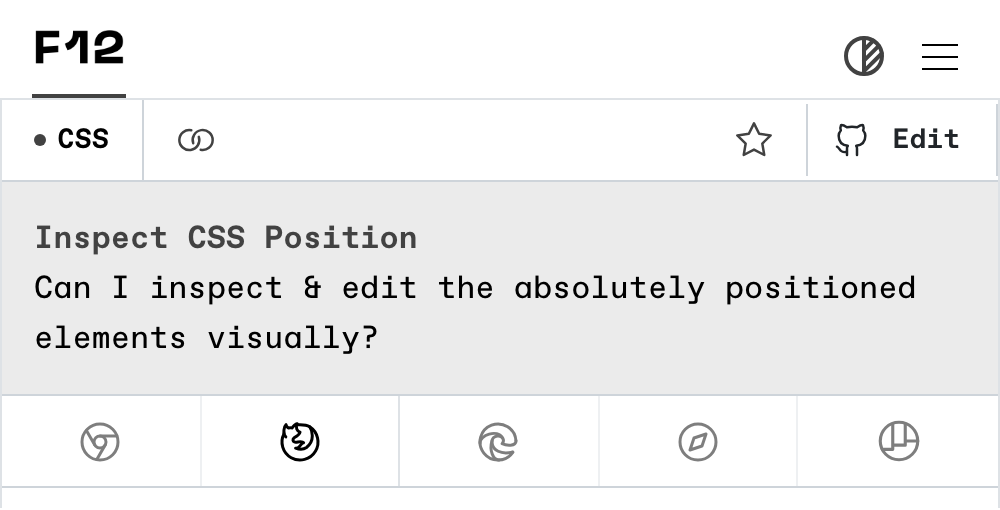 F12
CSS
Edit
Inspect CSS Position
Can I inspect & edit the absolutely positioned
elements visually?